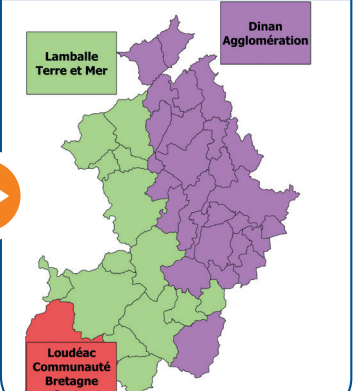 Dinan
Agglomération
Lamballe
Terre et Mer
Loudéac
Communauté
Bretagne